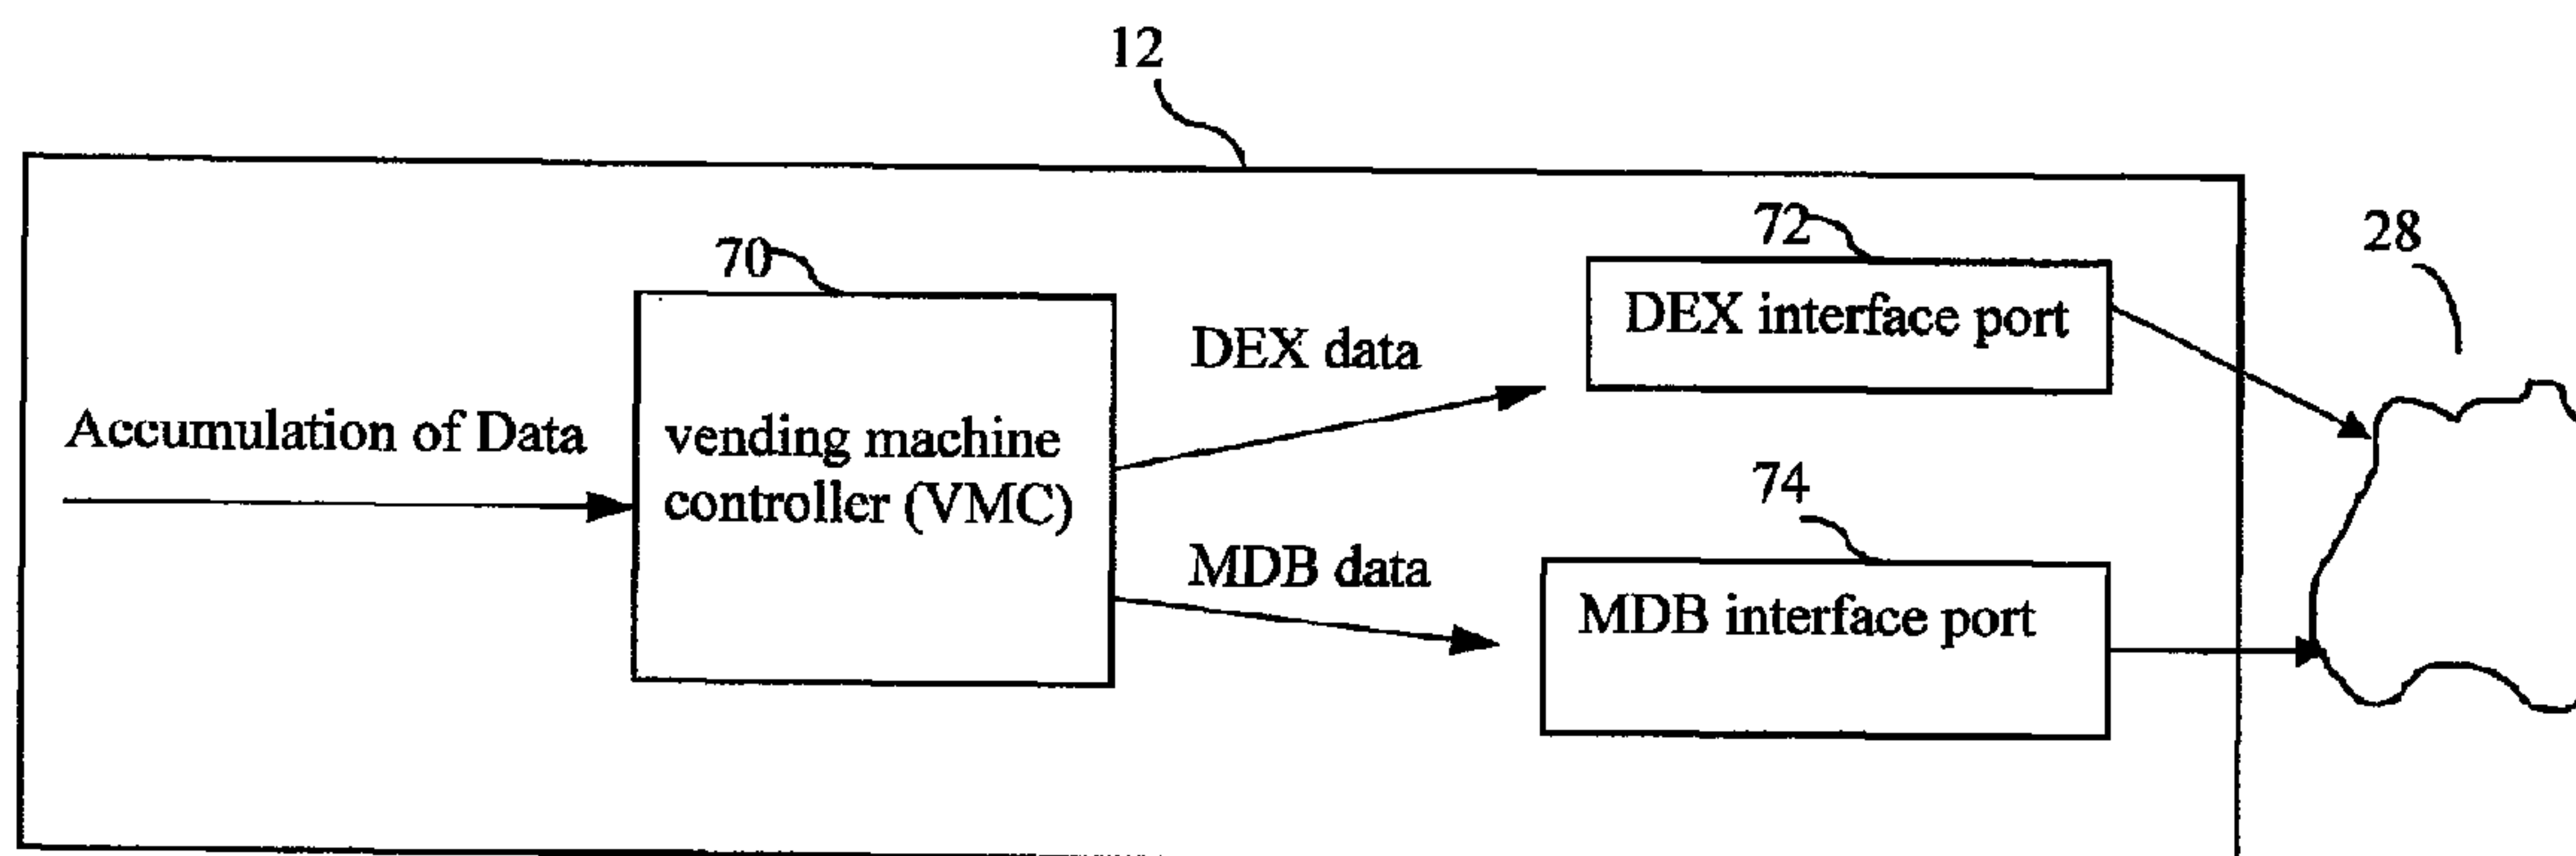 12
70
72
28
DEX interface port
DEX data
Accumulation of Data
vending machine
controller (VMC)
74
MDB data
MDB interface port